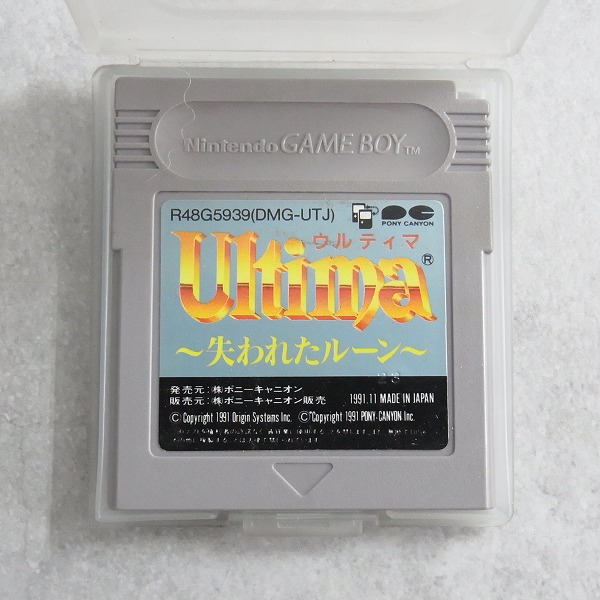 Nintendo GAME BOY TM
R48G5939(DMG-UTJ)
PONY CANYON
ウルティマ
Ultima ®
～失われたルーン～
23
発売元:㈱ポニーキャニオン
販売元:㈱ポニーキャニオン販売
1991.11 MADE IN JAPAN
© Copyright 1991 Origin Systems Inc. © Copyright 1991 PONY CANYON Inc.